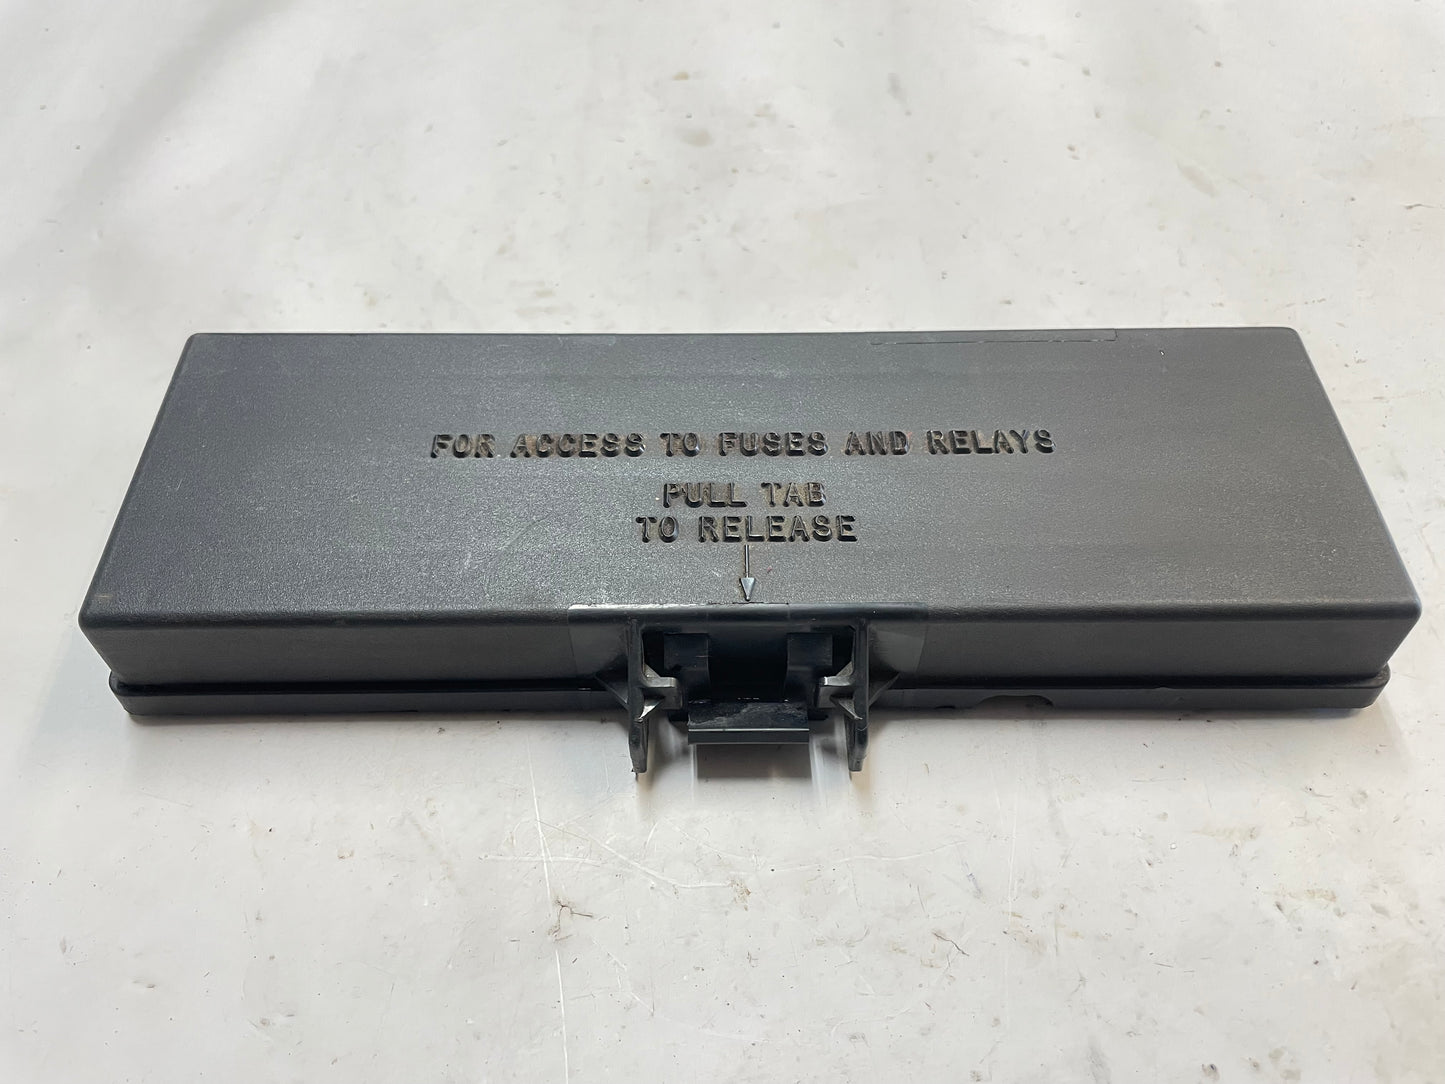 FOR ACCESS TO FUSES AND RELAYS
PULL TAB
TO RELEASE